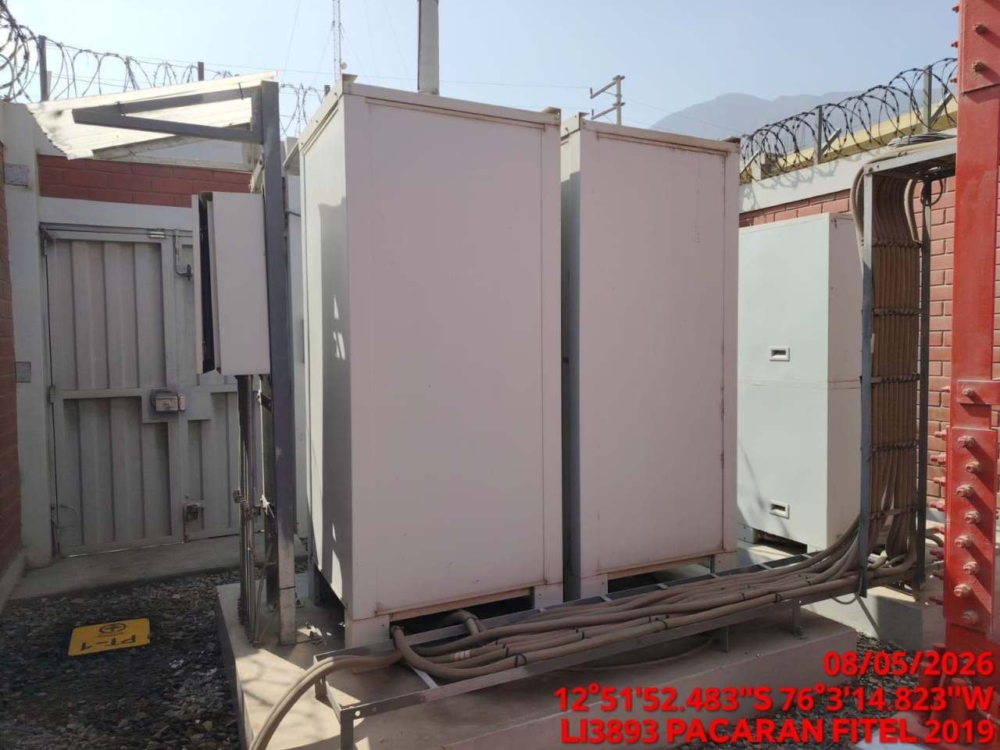 PT-1
08/05/2026
12°51'52.483"S 76°3'14.823"W
LI3893 PACARAN FITEL 2019